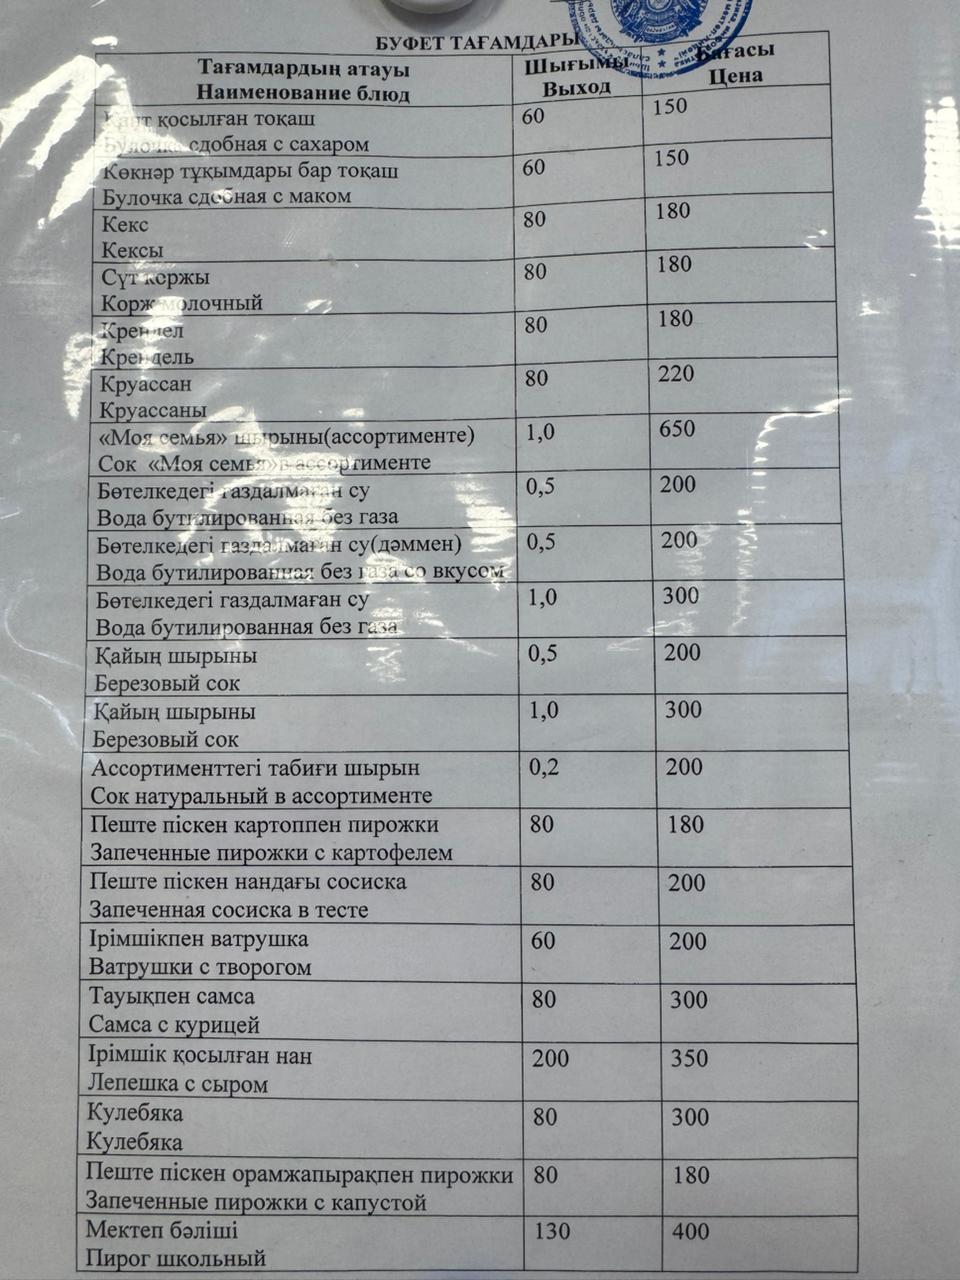 БУФЕТ ТАҒАМДАРЫ
Тағамдардың атауы
Наименование блюд
Шығымы
Выход
Бағасы
Цена
Қант қосылған тоқаш
Булочка сдобная с сахаром
60
150
Көкнәр тұқымдары бар тоқаш
Булочка сдобная с маком
60
150
Кекс
Кексы
80
180
Сүт коржы
Корж молочный
80
180
Крендел
Крендель
80
180
Круассан
Круассаны
80
220
«Моя семья» шырыны(ассортименте)
Сок «Моя семья»в ассортименте
1,0
650
Бөтелкедегі газдалмаған су
Вода бутилированная без газа
0,5
200
Бөтелкедегі газдалмаған су(дәммен)
Вода бутилированная без газа со вкусом
0,5
200
Бөтелкедегі газдалмаған су
Вода бутилированная без газа
1,0
300
Қайың шырыны
Березовый сок
0,5
200
Қайың шырыны
Березовый сок
1,0
300
Ассортименттегі табиғи шырын
Сок натуральный в ассортименте
0,2
200
Пеште піскен картоппен пирожки
Запеченные пирожки с картофелем
80
180
Пеште піскен нандағы сосиска
Запеченная сосиска в тесте
80
200
Ірімшікпен ватрушка
Ватрушки с творогом
60
200
Тауықпен самса
Самса с курицей
80
300
Ірімшік қосылған нан
Лепешка с сыром
200
350
Кулебяка
Кулебяка
80
300
Пеште піскен орамжапырақпен пирожки
Запеченные пирожки с капустой
80
180
Мектеп бәліші
Пирог школьный
130
400